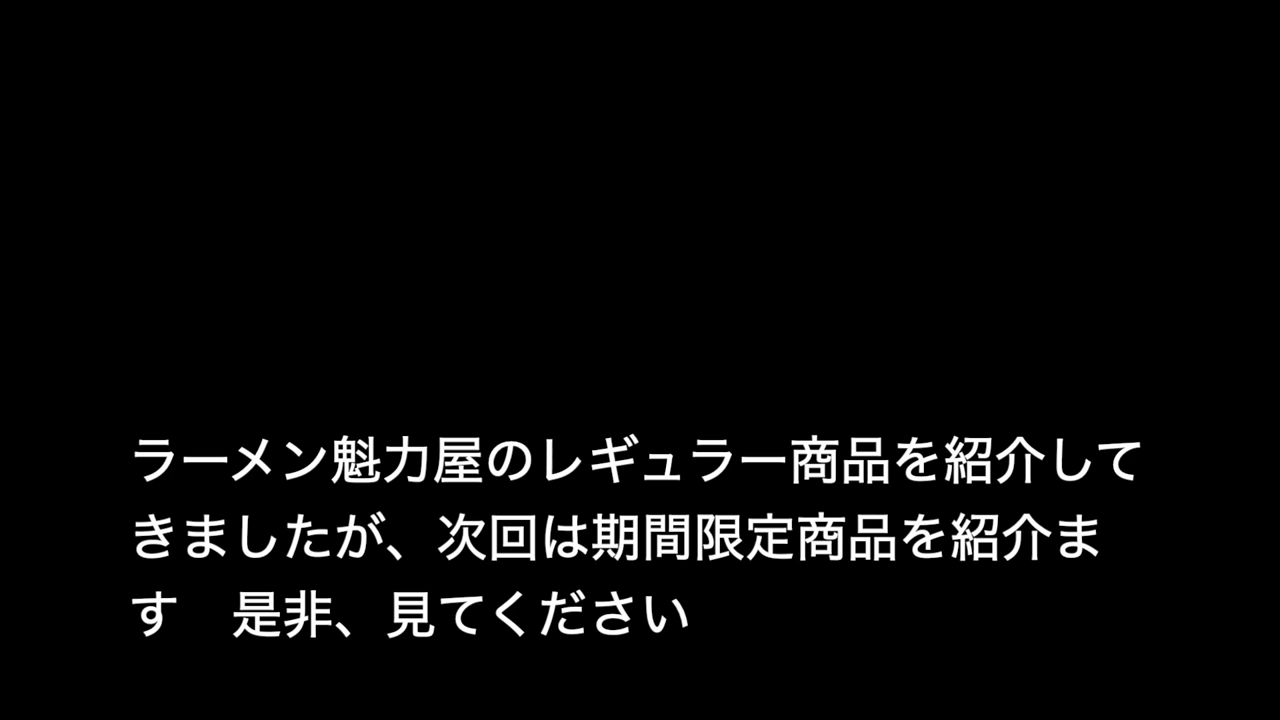 ラーメン魁力屋のレギュラー商品を紹介して
きましたが、次回は期間限定商品を紹介ま
す　是非、見てください